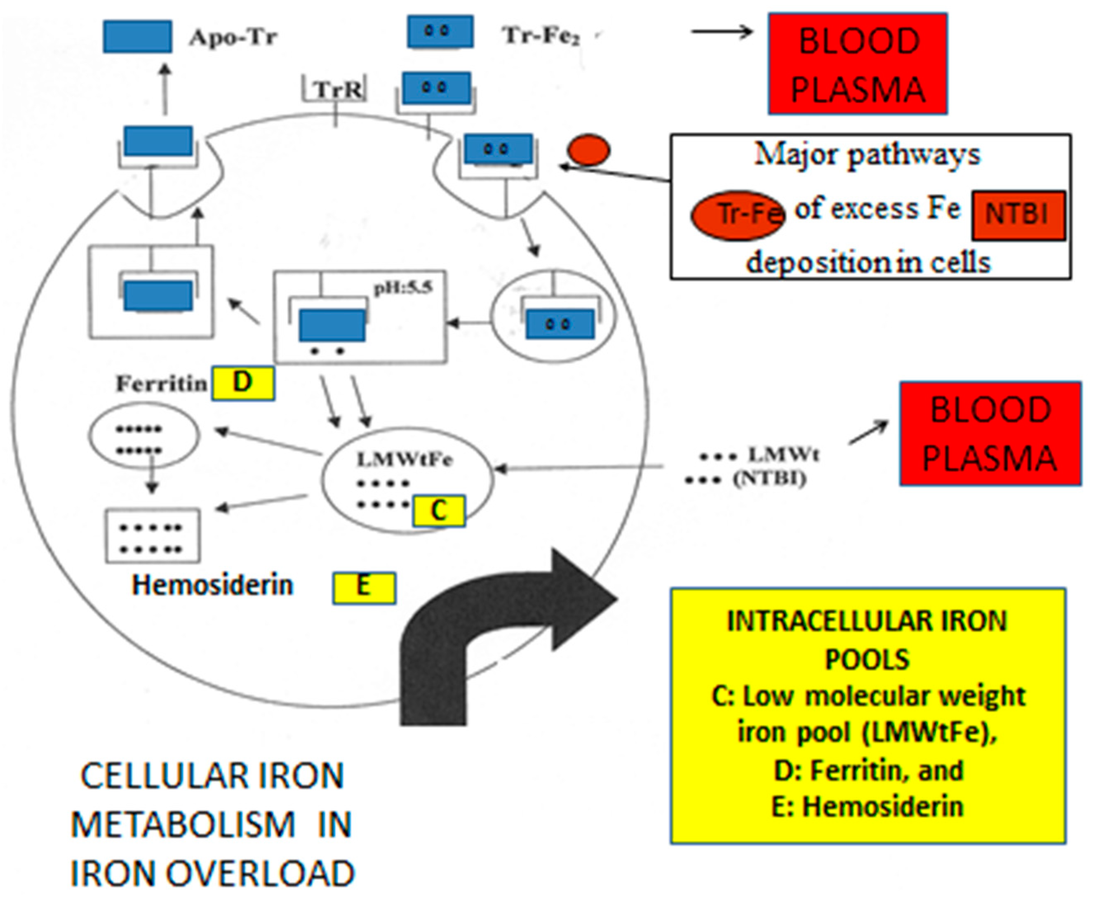 Apo-Tr
Tr-Fe₂
BLOOD
PLASMA
TrR
Major pathways
Tr-Fe of excess Fe NTBI
deposition in cells
pH:5.5
Ferritin D
LMWtFe
C
LMWt
(NTBI)
BLOOD
PLASMA
Hemosiderin E
INTRACELLULAR IRON
POOLS
C: Low molecular weight
iron pool (LMWtFe),
D: Ferritin, and
E: Hemosiderin
CELLULAR IRON
METABOLISM IN
IRON OVERLOAD